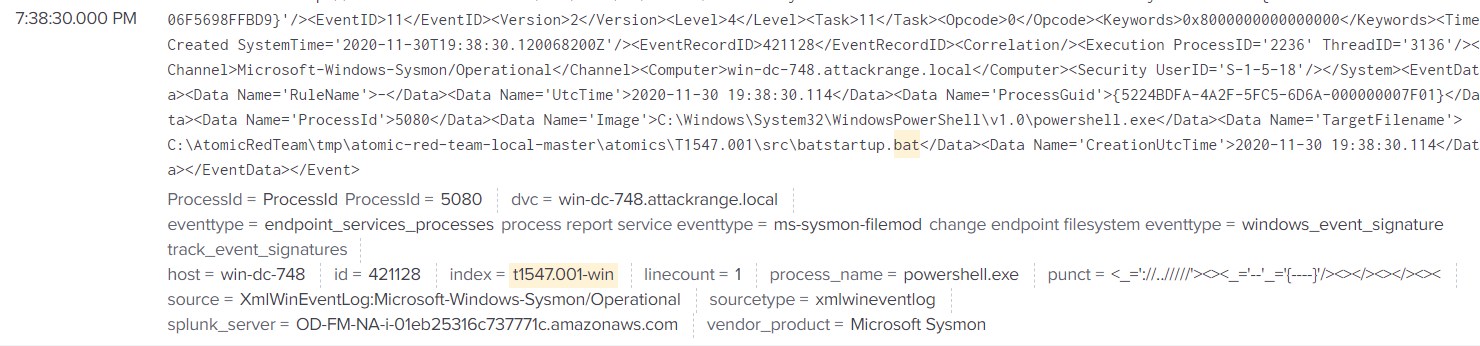 7:38:30.000 PM
06F5698FFBD9}'/><EventID>11</EventID><Version>2</Version><Level>4</Level><Task>11</Task><Opcode>0</Opcode><Keywords>0x8000000000000000</Keywords><Time
Created SystemTime='2020-11-30T19:38:30.120068200Z'/><EventRecordID>421128</EventRecordID><Correlation/><Execution ProcessID='2236' ThreadID='3136'/><
Channel>Microsoft-Windows-Sysmon/Operational</Channel><Computer>win-dc-748.attackrange.local</Computer><Security UserID='S-1-5-18'/></System><EventDat
a><Data Name='RuleName'>-</Data><Data Name='UtcTime'>2020-11-30 19:38:30.114</Data><Data Name='ProcessGuid'>{5224BDFA-4A2F-5FC5-6D6A-000000007F01}</Da
ta><Data Name='ProcessId'>5080</Data><Data Name='Image'>C:\Windows\System32\WindowsPowerShell\v1.0\powershell.exe</Data><Data Name='TargetFilename'>
C:\AtomicRedTeam\tmp\atomic-red-team-local-master\atomics\T1547.001\src\batstartup.bat</Data><Data Name='CreationUtcTime'>2020-11-30 19:38:30.114</Dat
a></EventData></Event>
ProcessId = ProcessId ProcessId = 5080 dvc = win-dc-748.attackrange.local
eventtype = endpoint_services_processes process report service eventtype = ms-sysmon-filemod change endpoint filesystem eventtype = windows_event_signature
track_event_signatures
host = win-dc-748 id = 421128 index = t1547.001-win linecount = 1 process_name = powershell.exe punct = <_='://../////'><><_='--'_='{----}'/><></><></><><
source = XmlWinEventLog:Microsoft-Windows-Sysmon/Operational sourcetype = xmlwineventlog
splunk_server = OD-FM-NA-i-01eb25316c737771c.amazonaws.com vendor_product = Microsoft Sysmon